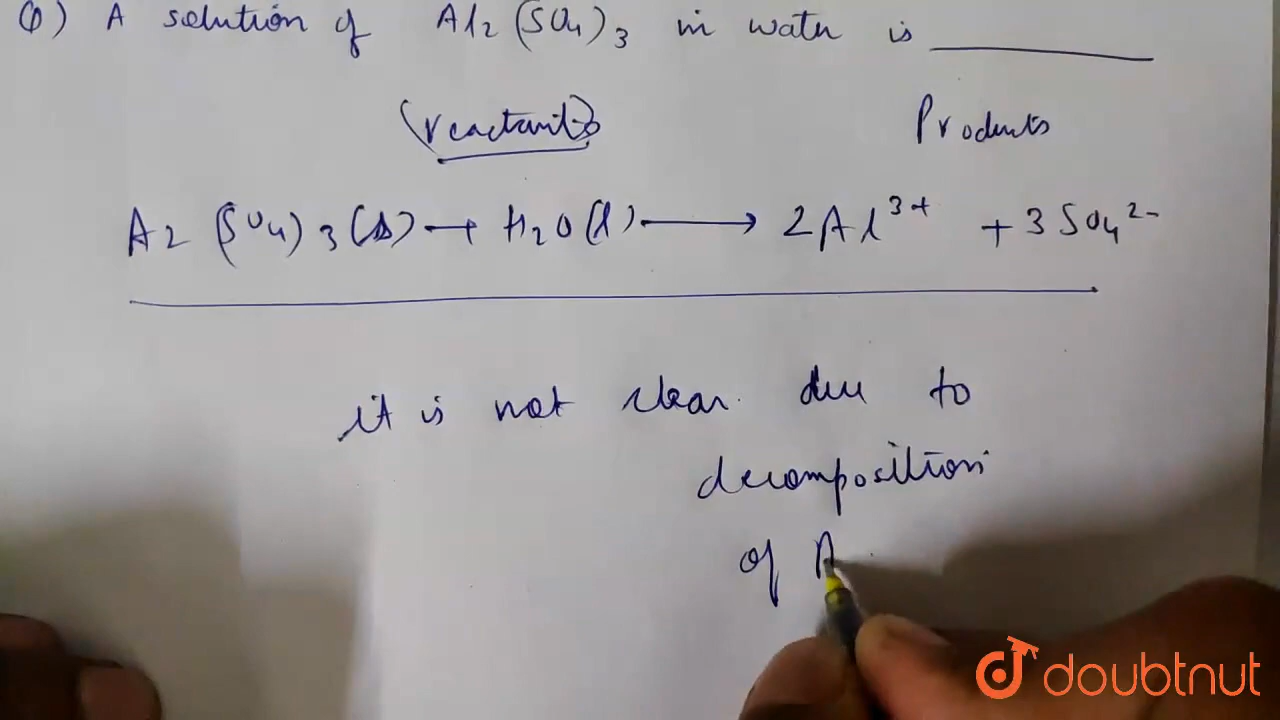 Q) A solution of Al2(SO4)3 in water is ________
(reactants) Products
A2 (SO4)3(s) + H2O(l) ⟶ 2Al3+ + 3SO42-
it is not clear due to
decomposition
of A
doubtnut